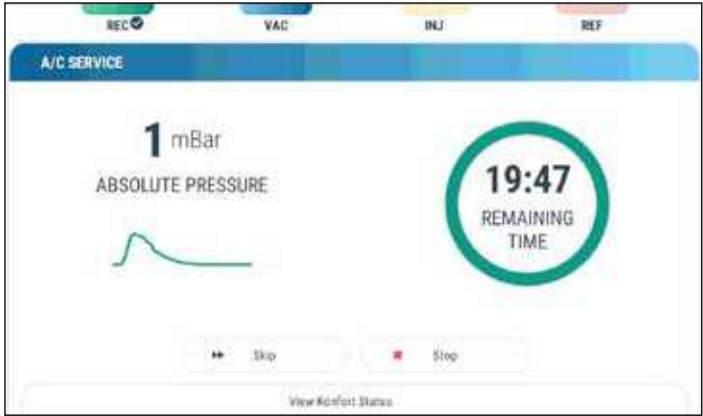 REC
VAC
INJ
REF
A/C SERVICE
1 mBar
ABSOLUTE PRESSURE
19:47
REMAINING
TIME
Skip
Stop
View Konfort Status